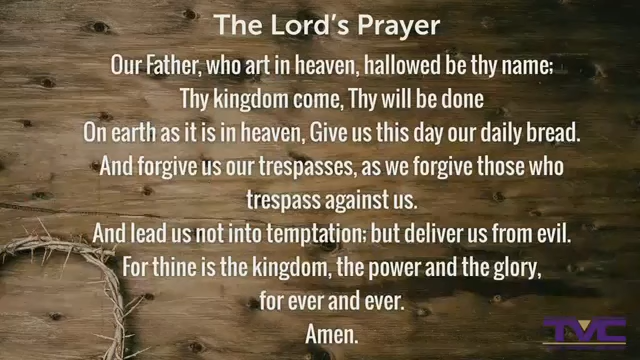 The Lord's Prayer
Our Father, who art in heaven, hallowed be thy name;
Thy kingdom come, Thy will be done
On earth as it is in heaven, Give us this day our daily bread.
And forgive us our trespasses, as we forgive those who
trespass against us.
And lead us not into temptation; but deliver us from evil.
For thine is the kingdom, the power and the glory,
for ever and ever.
Amen.
TVC